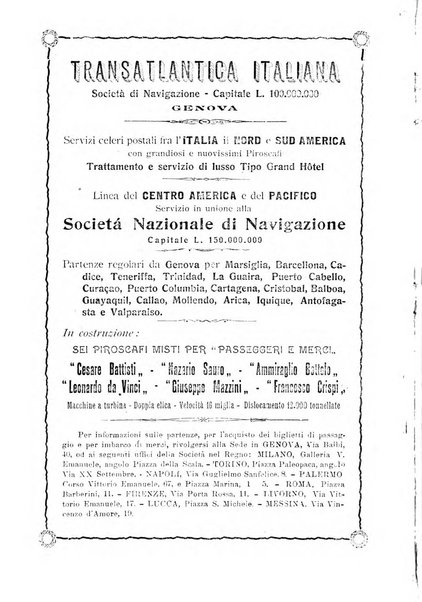 TRANSATLANTICA ITALIANA
Società di Navigazione - Capitale L. 100.000.000
GENOVA
Servizi celeri postali fra l'ITALIA il NORD e SUD AMERICA
con grandiosi e nuovissimi Piroscafi
Trattamento e servizio di lusso Tipo Grand Hôtel
Linea del CENTRO AMERICA e del PACIFICO
Servizio in unione alla
Societá Nazionale di Navigazione
Capitale L. 150.000.000
Partenze regolari da Genova per Marsiglia, Barcellona, Ca-
dice, Teneriffa, Trinidad, La Guaira, Puerto Cabello,
Curaçao, Puerto Columbia, Cartagena, Cristobal, Balboa,
Guayaquil, Callao, Mollendo, Arica, Iquique, Antofaga-
sta e Valparaiso.
In costruzione:
SEI PIROSCAFI MISTI PER "PASSEGGERI E MERCI„
"Cesare Battisti„ - "Nazario Sauro„ - "Ammiraglio Bettolo„
"Leonardo da Vinci„ - "Giuseppe Mazzini„ - "Francesco Crispi„
Macchine a turbina - Doppia elica - Velocità 16 miglia - Dislocamento 12.000 tonnellate
Per informazioni sulle partenze, per l'acquisto dei biglietti di passag-
gio e per imbarco di merci, rivolgersi alla Sede in GENOVA, Via Balbi,
40, od ai seguenti uffici della Società nel Regno: MILANO, Galleria V.
Emanuele, angolo Piazza della Scala. - TORINO, Piazza Paleopaca, angolo
Via XX Settembre. - NAPOLI, Via Guglielmo Sanfelice, 8. - PALERMO
Corso Vittorio Emanuele, 67, e Piazza Marina, 1 5. - ROMA, Piazza
Barberini, 11. - FIRENZE, Via Porta Rossa, 11. - LIVORNO, Via Vit-
torio Emanuele, 17. - LUCCA, Piazza S. Michele. - MESSINA, Via Vin-
cenzo d'Amore, 19.